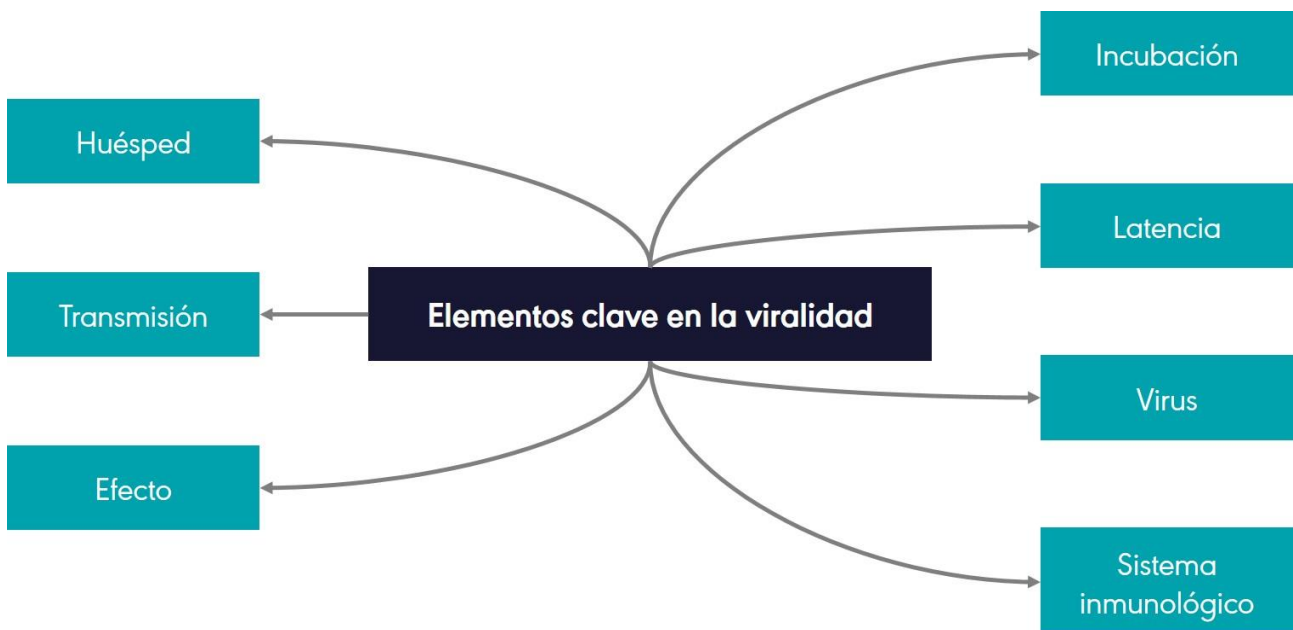 Incubación
Huésped
Latencia
Transmisión
Elementos clave en la viralidad
Virus
Efecto
Sistema
inmunológico